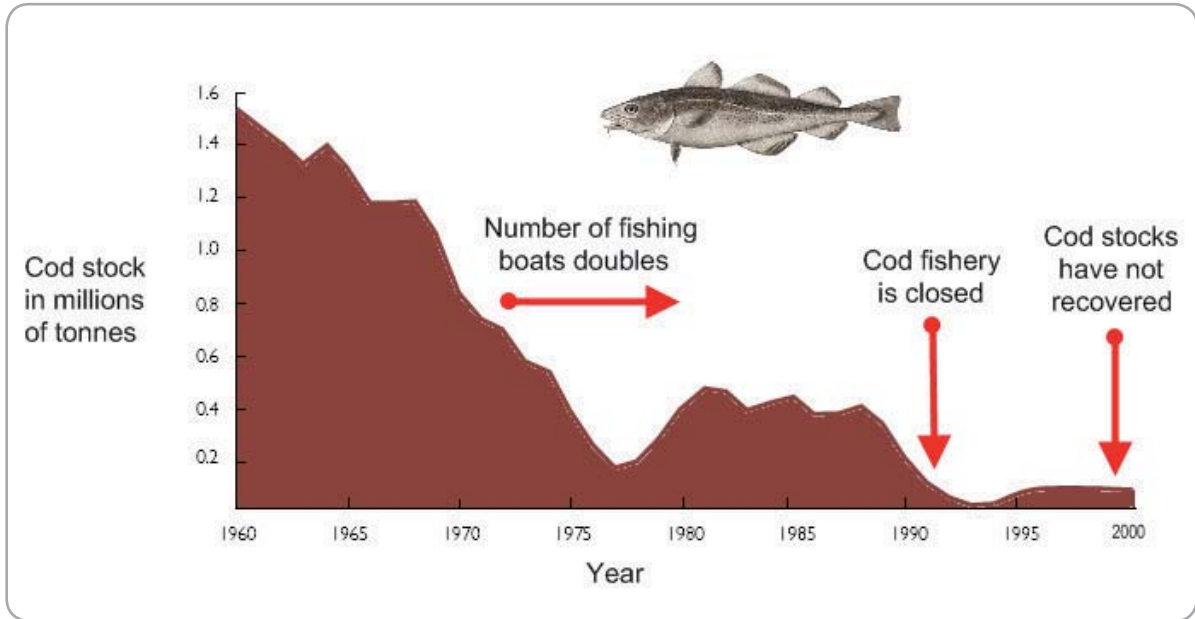 1.6
1.4
1.2
1.0
0.8
0.6
0.4
0.2
Cod stock
in millions
of tonnes
Number of fishing
boats doubles
Cod fishery
is closed
Cod stocks
have not
recovered
1960 1965 1970 1975 1980 1985 1990 1995 2000
Year